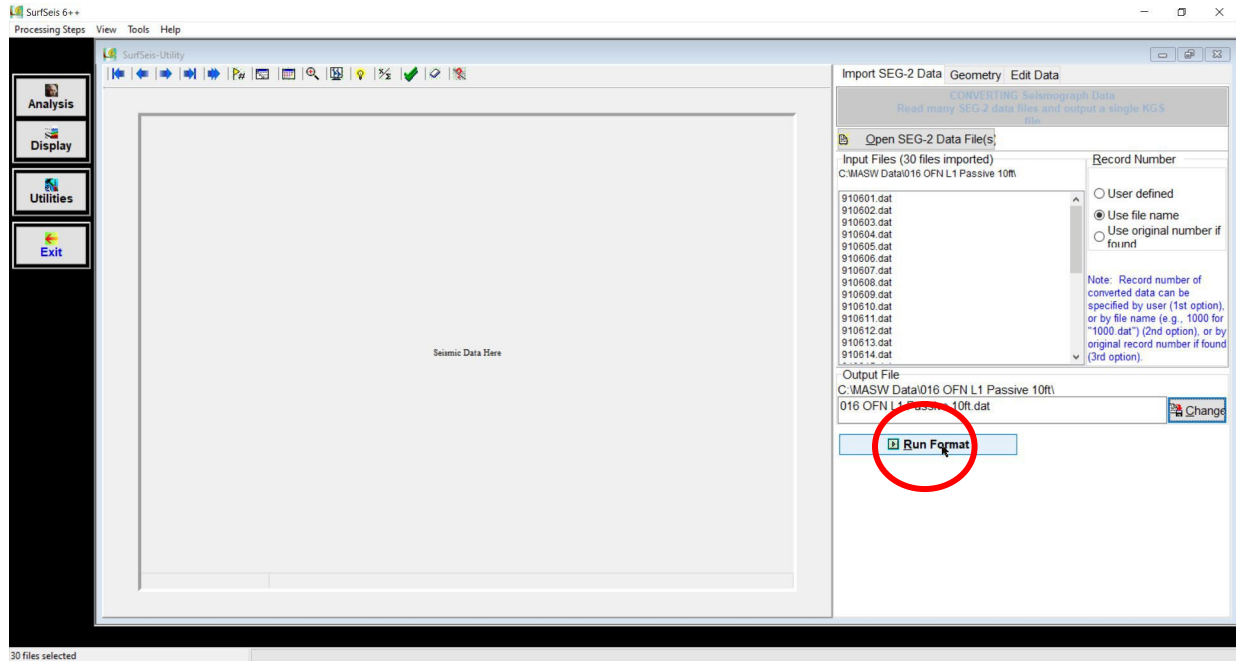 SurfSeis 6++
Processing Steps View Tools Help
SurfSeis-Utility
Analysis
Display
Utilities
Exit
Seismic Data Here
Import SEG-2 Data Geometry Edit Data
CONVERTING Seismograph Data
Read many SEG-2 data files and output a single KGS
file
Open SEG-2 Data File(s)
Input Files (30 files imported)
C:\MASW Data\016 OFN L1 Passive 10ft\
910601.dat
910602.dat
910603.dat
910604.dat
910605.dat
910606.dat
910607.dat
910608.dat
910609.dat
910610.dat
910611.dat
910612.dat
910613.dat
910614.dat
Record Number
User defined
Use file name
Use original number if
found
Note: Record number of
converted data can be
specified by user (1st option),
or by file name (e.g., 1000 for
"1000.dat") (2nd option), or by
original record number if found
(3rd option).
Output File
C:\MASW Data\016 OFN L1 Passive 10ft\
016 OFN L1 Passive 10ft.dat
Change
Run Format
30 files selected